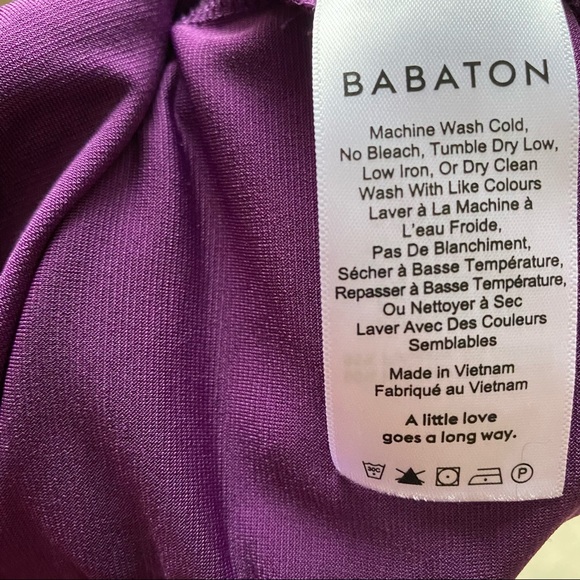 BABATON
Machine Wash Cold,
No Bleach, Tumble Dry Low,
Low Iron, Or Dry Clean
Wash With Like Colours
Laver à La Machine à
L'eau Froide,
Pas De Blanchiment,
Sécher à Basse Température,
Repasser à Basse Température,
Ou Nettoyer à Sec
Laver Avec Des Couleurs
Semblables
Made in Vietnam
Fabriqué au Vietnam
A little love
goes a long way.
30C P